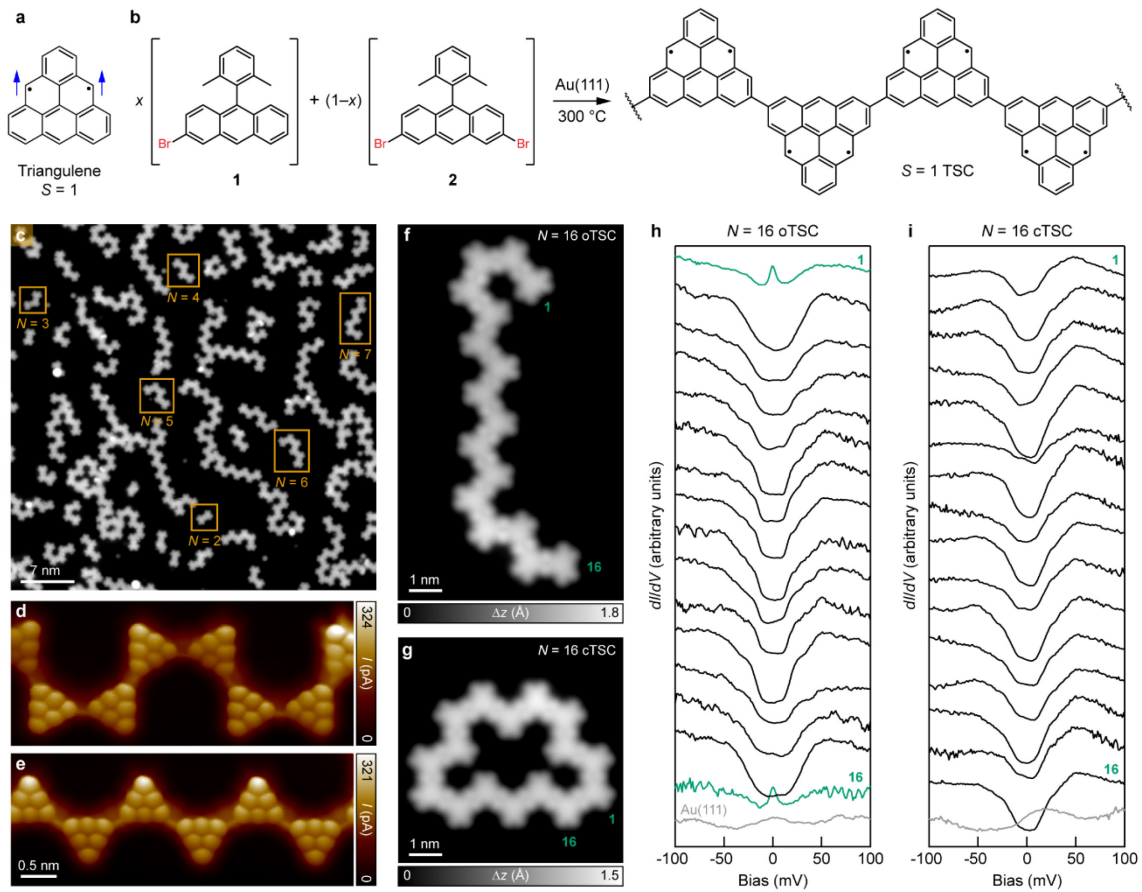 a
b
Triangulene
S = 1
x
Br
1
+ (1–x)
Br
Br
2
Au(111)
300 °C
S = 1 TSC
c
N = 4
N = 3
N = 7
N = 5
N = 6
N = 2
7 nm
d
324
I (pA)
0
e
321
I (pA)
0
0.5 nm
f
N = 16 oTSC
1
16
1 nm
0
Δz (Å)
1.8
g
N = 16 cTSC
1
16
1 nm
0
Δz (Å)
1.5
h
N = 16 oTSC
1
dI/dV (arbitrary units)
16
Au(111)
-100
-50
0
50
100
Bias (mV)
i
N = 16 cTSC
1
dI/dV (arbitrary units)
16
-100
-50
0
50
100
Bias (mV)